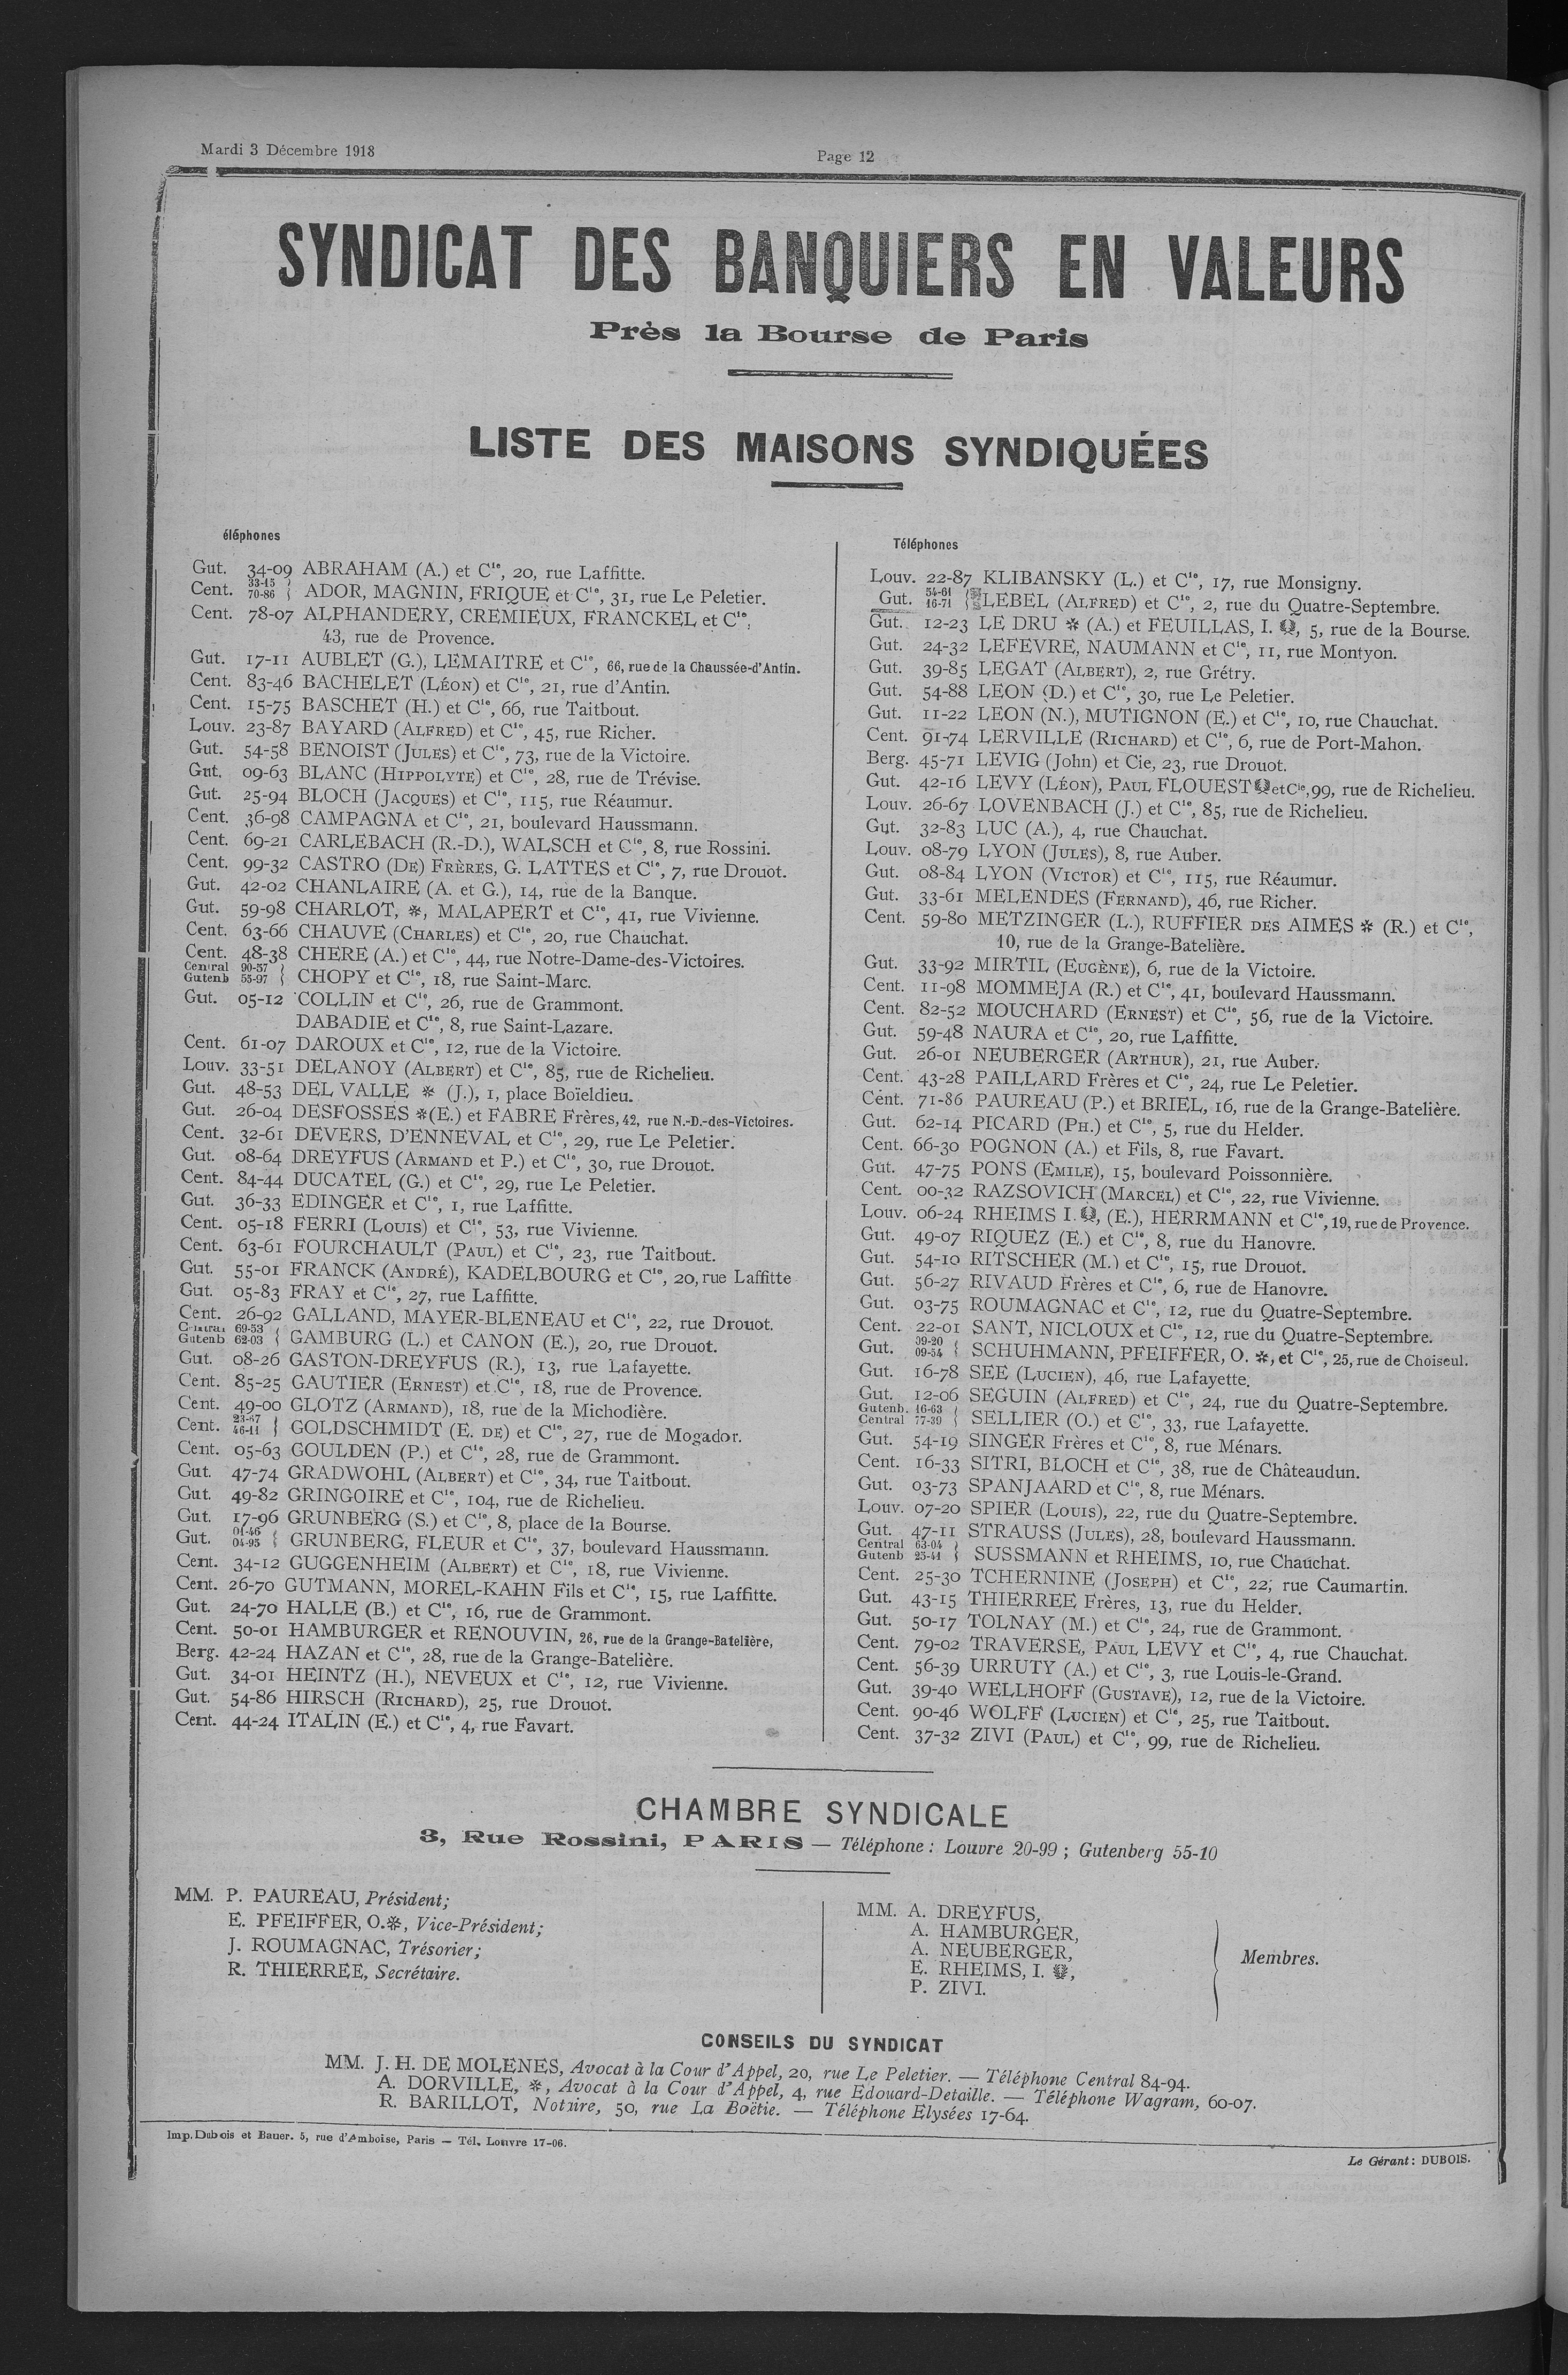 Mardi 3 Décembre 1918
Page 12
SYNDICAT DES BANQUIERS EN VALEURS
Près la Bourse de Paris
LISTE DES MAISONS SYNDIQUÉES
éléphones
Gut. 34-09 ABRAHAM (A.) et Cie, 20, rue Laffitte.
Cent. 33-15 70-86 { ADOR, MAGNIN, FRIQUE et Cie, 31, rue Le Peletier.
Cent. 78-07 ALPHANDERY, CREMIEUX, FRANCKEL et Cie,
43, rue de Provence.
Gut. 17-11 AUBLET (G.), LEMAITRE et Cie, 66, rue de la Chaussée-d'Antin.
Cent. 83-46 BACHELET (LÉON) et Cie, 21, rue d'Antin.
Cent. 15-75 BASCHET (H.) et Cie, 66, rue Taitbout.
Louv. 23-87 BAYARD (ALFRED) et Cie, 45, rue Richer.
Gut. 54-58 BENOIST (JULES) et Cie, 73, rue de la Victoire.
Gut. 09-63 BLANC (HIPPOLYTE) et Cie, 28, rue de Trévise.
Gut. 25-94 BLOCH (JACQUES) et Cie, 115, rue Réaumur.
Cent. 36-98 CAMPAGNA et Cie, 21, boulevard Haussmann.
Cent. 69-21 CARLEBACH (R.-D.), WALSCH et Cie, 8, rue Rossini.
Cent. 99-32 CASTRO (DE) FRÈRES, G. LATTES et Cie, 7, rue Drouot.
Gut. 42-02 CHANLAIRE (A. et G.), 14, rue de la Banque.
Gut. 59-98 CHARLOT, ✻, MALAPERT et Cie, 41, rue Vivienne.
Cent. 63-66 CHAUVE (CHARLES) et Cie, 20, rue Chauchat.
Cent. 48-38 CHERE (A.) et Cie, 44, rue Notre-Dame-des-Victoires.
Central 90-57 Gutenb 55-97 { CHOPY et Cie, 18, rue Saint-Marc.
Gut. 05-12 COLLIN et Cie, 26, rue de Grammont.
DABADIE et Cie, 8, rue Saint-Lazare.
Cent. 61-07 DAROUX et Cie, 12, rue de la Victoire.
Louv. 33-51 DELANOY (ALBERT) et Cie, 85, rue de Richelieu.
Gut. 48-53 DEL VALLE ✻ (J.), 1, place Boïeldieu.
Gut. 26-04 DESFOSSES ✻(E.) et FABRE Frères, 42, rue N.-D.-des-Victoires.
Cent. 32-61 DEVERS, D'ENNEVAL et Cie, 29, rue Le Peletier.
Gut. 08-64 DREYFUS (ARMAND et P.) et Cie, 30, rue Drouot.
Cent. 84-44 DUCATEL (G.) et Cie, 29, rue Le Peletier.
Gut. 36-33 EDINGER et Cie, 1, rue Laffitte.
Cent. 05-18 FERRI (LOUIS) et Cie, 53, rue Vivienne.
Cent. 63-61 FOURCHAULT (PAUL) et Cie, 23, rue Taitbout.
Gut. 55-01 FRANCK (ANDRÉ), KADELBOURG et Cie, 20, rue Laffitte
Gut. 05-83 FRAY et Cie, 27, rue Laffitte.
Cent. 26-92 GALLAND, MAYER-BLENEAU et Cie, 22, rue Drouot.
Central 69-53 Gutenb 62-03 { GAMBURG (L.) et CANON (E.), 20, rue Drouot.
Gut. 08-26 GASTON-DREYFUS (R.), 13, rue Lafayette.
Cent. 85-25 GAUTIER (ERNEST) et Cie, 18, rue de Provence.
Cent. 49-00 GLOTZ (ARMAND), 18, rue de la Michodière.
Cent. 23-67 46-11 { GOLDSCHMIDT (E. DE) et Cie, 27, rue de Mogador.
Cent. 05-63 GOULDEN (P.) et Cie, 28, rue de Grammont.
Gut. 47-74 GRADWOHL (ALBERT) et Cie, 34, rue Taitbout.
Gut. 49-82 GRINGOIRE et Cie, 104, rue de Richelieu.
Gut. 17-96 GRUNBERG (S.) et Cie, 8, place de la Bourse.
Gut. 01-46 04-95 { GRUNBERG, FLEUR et Cie, 37, boulevard Haussmann.
Cent. 34-12 GUGGENHEIM (ALBERT) et Cie, 18, rue Vivienne.
Cent. 26-70 GUTMANN, MOREL-KAHN Fils et Cie, 15, rue Laffitte.
Gut. 24-70 HALLE (B.) et Cie, 16, rue de Grammont.
Cent. 50-01 HAMBURGER et RENOUVIN, 26, rue de la Grange-Batelière,
Berg. 42-24 HAZAN et Cie, 28, rue de la Grange-Batelière.
Gut. 34-01 HEINTZ (H.), NEVEUX et Cie, 12, rue Vivienne.
Gut. 54-86 HIRSCH (RICHARD), 25, rue Drouot.
Cent. 44-24 ITALIN (E.) et Cie, 4, rue Favart.
Téléphones
Louv. 22-87 KLIBANSKY (L.) et Cie, 17, rue Monsigny.
Gut. 54-61 16-71 { LEBEL (ALFRED) et Cie, 2, rue du Quatre-Septembre.
Gut. 12-23 LE DRU ✻ (A.) et FEUILLAS, I. , 5, rue de la Bourse.
Gut. 24-32 LEFEVRE, NAUMANN et Cie, 11, rue Montyon.
Gut. 39-85 LEGAT (ALBERT), 2, rue Grétry.
Gut. 54-88 LEON (D.) et Cie, 30, rue Le Peletier.
Gut. 11-22 LEON (N.), MUTIGNON (E.) et Cie, 10, rue Chauchat.
Cent. 91-74 LERVILLE (RICHARD) et Cie, 6, rue de Port-Mahon.
Berg. 45-71 LEVIG (John) et Cie, 23, rue Drouot.
Gut. 42-16 LEVY (LÉON), PAUL FLOUEST et Cie, 99, rue de Richelieu.
Louv. 26-67 LOVENBACH (J.) et Cie, 85, rue de Richelieu.
Gut. 32-83 LUC (A.), 4, rue Chauchat.
Louv. 08-79 LYON (JULES), 8, rue Auber.
Gut. 08-84 LYON (VICTOR) et Cie, 115, rue Réaumur.
Gut. 33-61 MELENDES (FERNAND), 46, rue Richer.
Cent. 59-80 METZINGER (L.), RUFFIER DES AIMES ✻ (R.) et Cie,
10, rue de la Grange-Batelière.
Gut. 33-92 MIRTIL (EUGÈNE), 6, rue de la Victoire.
Cent. 11-98 MOMMEJA (R.) et Cie, 41, boulevard Haussmann.
Cent. 82-52 MOUCHARD (ERNEST) et Cie, 56, rue de la Victoire.
Gut. 59-48 NAURA et Cie, 20, rue Laffitte.
Gut. 26-01 NEUBERGER (ARTHUR), 21, rue Auber.
Cent. 43-28 PAILLARD Frères et Cie, 24, rue Le Peletier.
Cent. 71-86 PAUREAU (P.) et BRIEL, 16, rue de la Grange-Batelière.
Gut. 62-14 PICARD (PH.) et Cie, 5, rue du Helder.
Cent. 66-30 POGNON (A.) et Fils, 8, rue Favart.
Gut. 47-75 PONS (EMILE), 15, boulevard Poissonnière.
Cent. 00-32 RAZSOVICH (MARCEL) et Cie, 22, rue Vivienne.
Louv. 06-24 RHEIMS I. , (E.), HERRMANN et Cie, 19, rue de Provence.
Gut. 49-07 RIQUEZ (E.) et Cie, 8, rue du Hanovre.
Gut. 54-10 RITSCHER (M.) et Cie, 15, rue Drouot.
Gut. 56-27 RIVAUD Frères et Cie, 6, rue de Hanovre.
Gut. 03-75 ROUMAGNAC et Cie, 12, rue du Quatre-Septembre.
Cent. 22-01 SANT, NICLOUX et Cie, 12, rue du Quatre-Septembre.
Gut. 39-20 09-54 { SCHUHMANN, PFEIFFER, O. ✻, et Cie, 25, rue de Choiseul.
Gut. 16-78 SEE (LUCIEN), 46, rue Lafayette.
Gut. 12-06 SEGUIN (ALFRED) et Cie, 24, rue du Quatre-Septembre.
Gutenb. 16-63 Central 77-39 { SELLIER (O.) et Cie, 33, rue Lafayette.
Gut. 54-19 SINGER Frères et Cie, 8, rue Ménars.
Cent. 16-33 SITRI, BLOCH et Cie, 38, rue de Châteaudun.
Gut. 03-73 SPANJAARD et Cie, 8, rue Ménars.
Louv. 07-20 SPIER (LOUIS), 22, rue du Quatre-Septembre.
Gut. 47-11 STRAUSS (JULES), 28, boulevard Haussmann.
Central 63-04 Gutenb 25-41 { SUSSMANN et RHEIMS, 10, rue Chauchat.
Cent. 25-30 TCHERNINE (JOSEPH) et Cie, 22, rue Caumartin.
Gut. 43-15 THIERREE Frères, 13, rue du Helder.
Gut. 50-17 TOLNAY (M.) et Cie, 24, rue de Grammont.
Cent. 79-02 TRAVERSE, PAUL LEVY et Cie, 4, rue Chauchat.
Cent. 56-39 URRUTY (A.) et Cie, 3, rue Louis-le-Grand.
Gut. 39-40 WELLHOFF (GUSTAVE), 12, rue de la Victoire.
Cent. 90-46 WOLFF (LUCIEN) et Cie, 25, rue Taitbout.
Cent. 37-32 ZIVI (PAUL) et Cie, 99, rue de Richelieu.
CHAMBRE SYNDICALE
3, Rue Rossini, PARIS — Téléphone : Louvre 20-99 ; Gutenberg 55-10
MM. P. PAUREAU, Président;
E. PFEIFFER, O.✻, Vice-Président;
J. ROUMAGNAC, Trésorier;
R. THIERREE, Secrétaire.
MM. A. DREYFUS,
A. HAMBURGER,
A. NEUBERGER,
E. RHEIMS, I. ,
P. ZIVI.
Membres.
CONSEILS DU SYNDICAT
MM. J. H. DE MOLENES, Avocat à la Cour d'Appel, 20, rue Le Peletier. — Téléphone Central 84-94.
A. DORVILLE, ✻, Avocat à la Cour d'Appel, 4, rue Edouard-Detaille. — Téléphone Wagram, 60-07.
R. BARILLOT, Notaire, 50, rue La Boëtie. — Téléphone Elysées 17-64.
Imp. Dubois et Bauer. 5, rue d'Amboise, Paris — Tél. Louvre 17-06.
Le Gérant : DUBOIS.